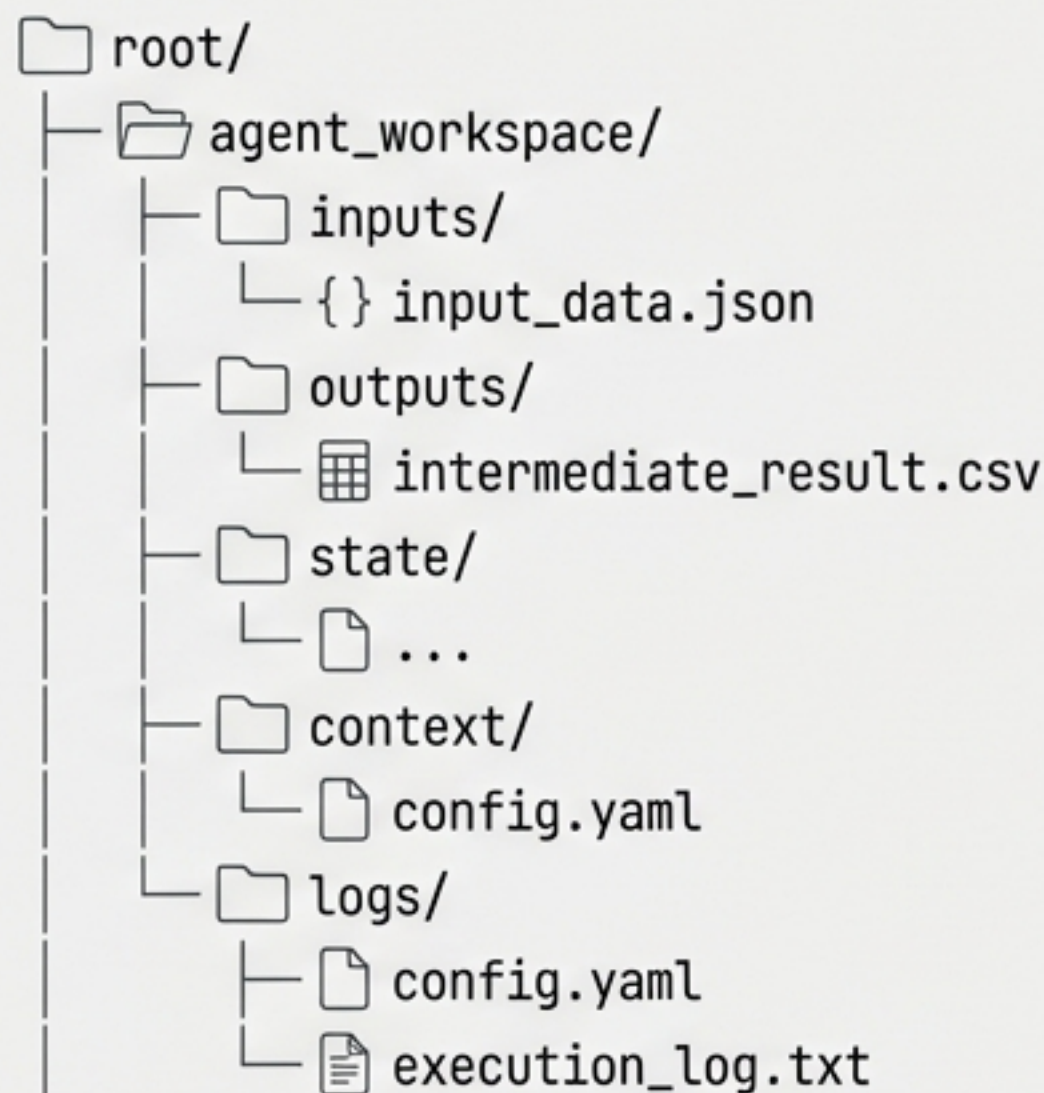 root/
agent_workspace/
inputs/
{} input_data.json
outputs/
intermediate_result.csv
state/
...
context/
config.yaml
logs/
config.yaml
execution_log.txt